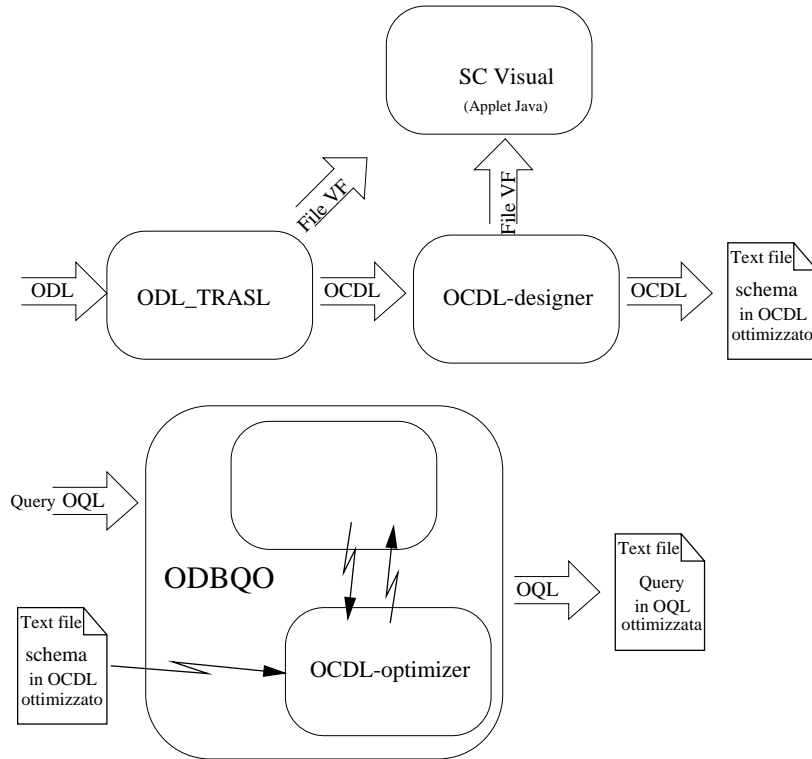 SC Visual
(Applet Java)
File VF
File VF
ODL
ODL_TRASL
OCDL
OCDL-designer
OCDL
Text file
schema
in OCDL
ottimizzato
Query OQL
ODBQO
OQL
Text file
Query
in OQL
ottimizzata
Text file
schema
in OCDL
ottimizzato
OCDL-optimizer